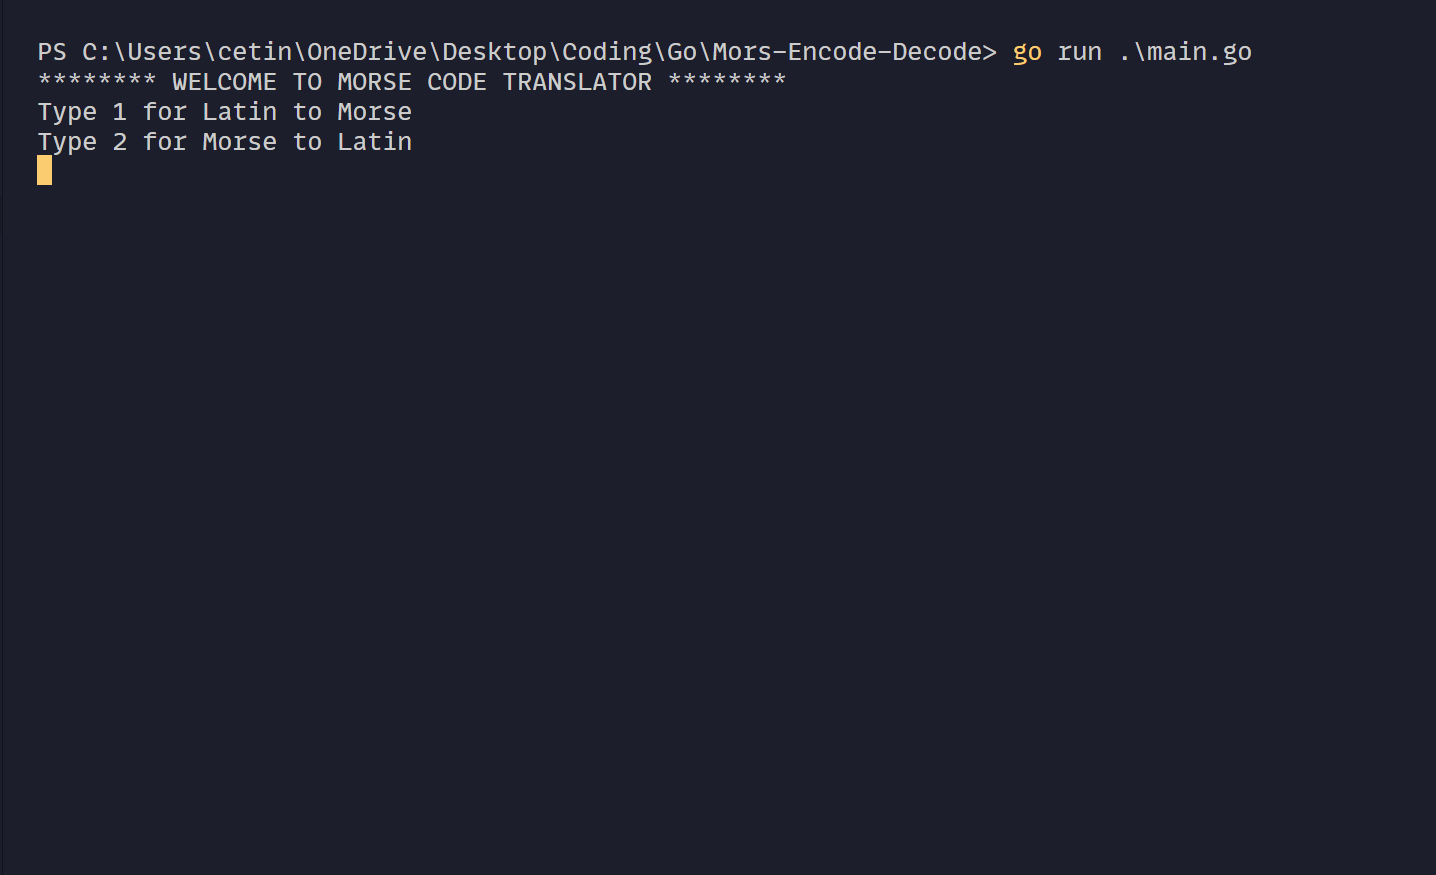 PS C:\Users\cetin\OneDrive\Desktop\Coding\Go\Mors-Encode-Decode> go run .\main.go
******** WELCOME TO MORSE CODE TRANSLATOR ********
Type 1 for Latin to Morse
Type 2 for Morse to Latin